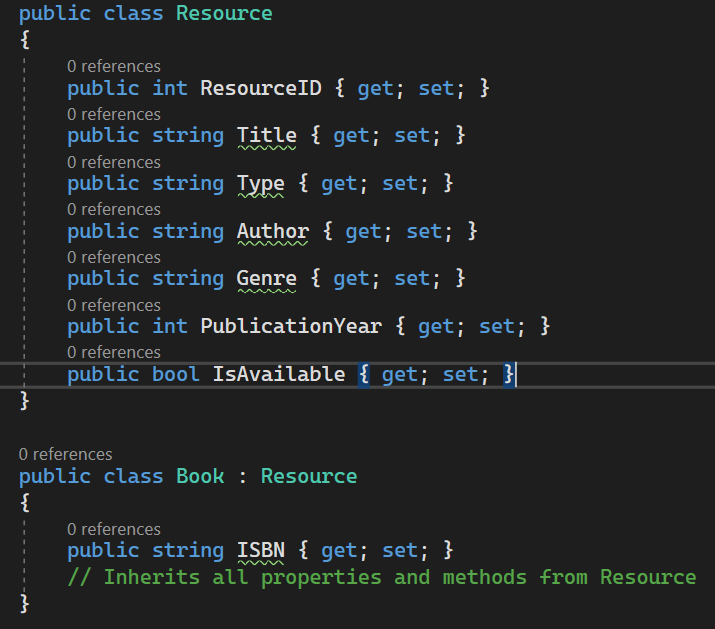 public class Resource
{
0 references
public int ResourceID { get; set; }
0 references
public string Title { get; set; }
0 references
public string Type { get; set; }
0 references
public string Author { get; set; }
0 references
public string Genre { get; set; }
0 references
public int PublicationYear { get; set; }
0 references
public bool IsAvailable { get; set; }
}
0 references
public class Book : Resource
{
0 references
public string ISBN { get; set; }
// Inherits all properties and methods from Resource
}